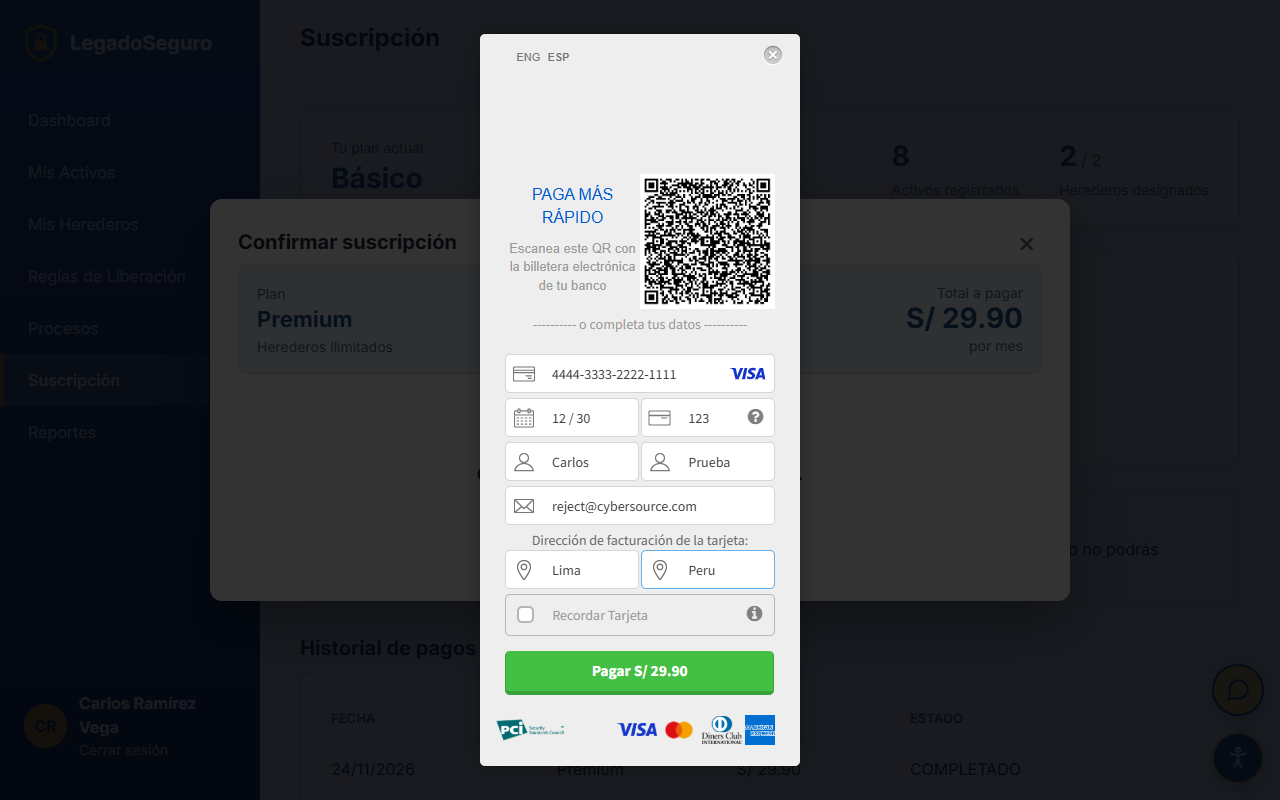 LegadoSeguro
Dashboard
Mis Activos
Mis Herederos
Reglas de Liberación
Procesos
Suscripción
Reportes
Carlos Ramírez
Vega
CR
Cerrar sesión
Suscripción
Tu plan actual
Básico
8
Activos registrados
2 / 2
Herederos designados
Confirmar suscripción
Plan
Premium
Herederos ilimitados
Total a pagar
S/ 29.90
por mes
o no podrás
ENG ESP
PAGA MÁS
RÁPIDO
Escanea este QR con
la billetera electrónica
de tu banco
---------- o completa tus datos ----------
4444-3333-2222-1111
VISA
12 / 30
123
Carlos
Prueba
reject@cybersource.com
Dirección de facturación de la tarjeta:
Lima
Peru
Recordar Tarjeta
Pagar S/ 29.90
PCI Security
Standards Council
VISA
Diners Club
INTERNATIONAL
Historial de pagos
FECHA
ESTADO
24/11/2026
Premium
S/ 29.90
COMPLETADO